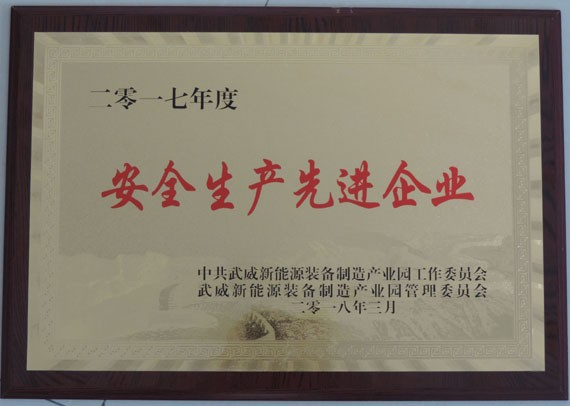 二零一七年度
安全生产先进企业
中共武威新能源装备制造产业园工作委员会
武威新能源装备制造产业园管理委员会
二零一八年三月